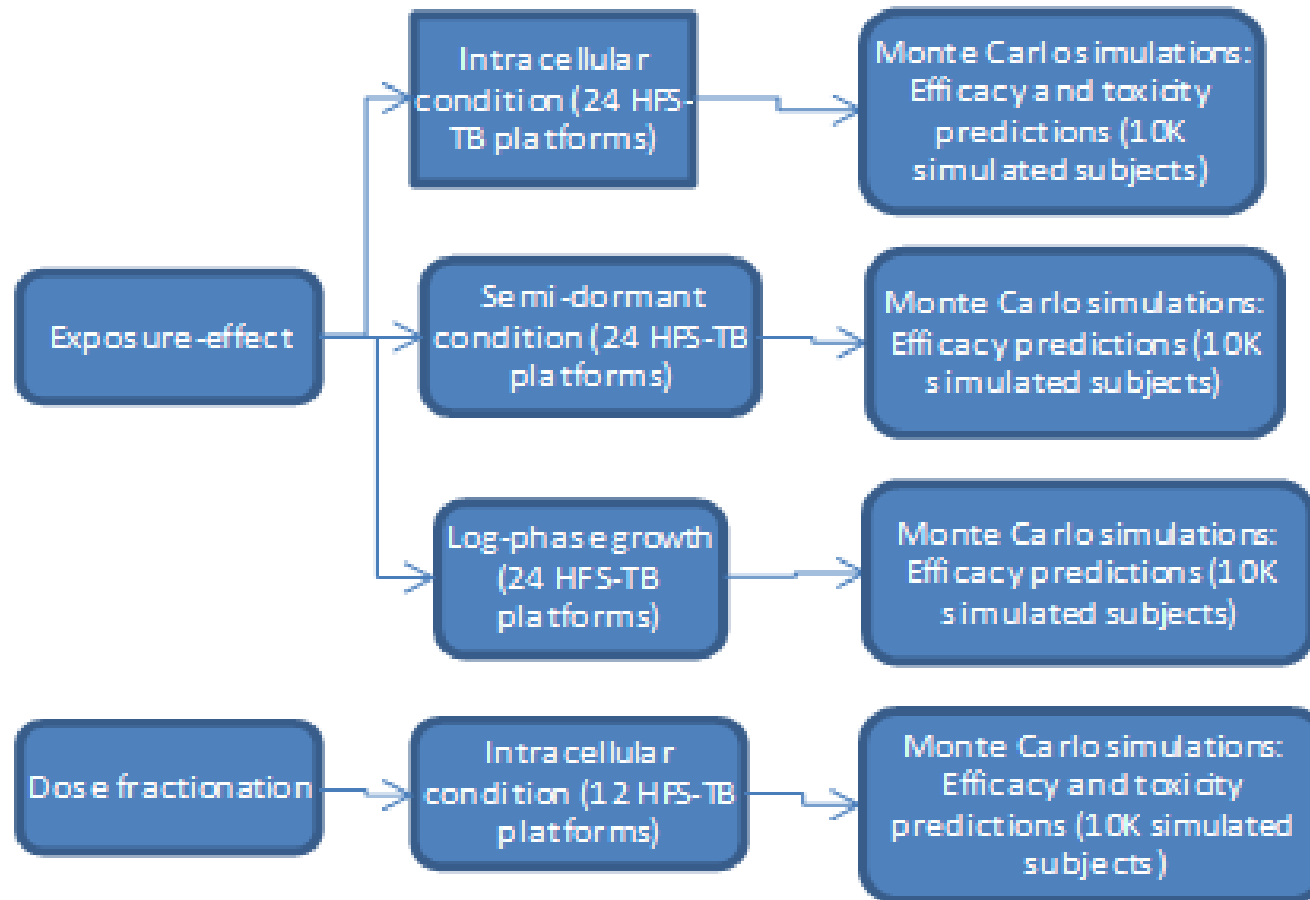 Intracellular
condition (24 HFS-
TB platforms)
Monte Carlo simulations:
Efficacy and toxicity
predictions (10K
simulated subjects)
Exposure-effect
Semi-dormant
condition (24 HFS-TB
platforms)
Monte Carlo simulations:
Efficacy predictions (10K
simulated subjects)
Log-phase growth
(24 HFS-TB
platforms)
Monte Carlo simulations:
Efficacy predictions (10K
simulated subjects)
Dose fractionation
Intracellular
condition (12 HFS-TB
platforms)
Monte Carlo simulations:
Efficacy and toxicity
predictions (10K simulated
subjects)